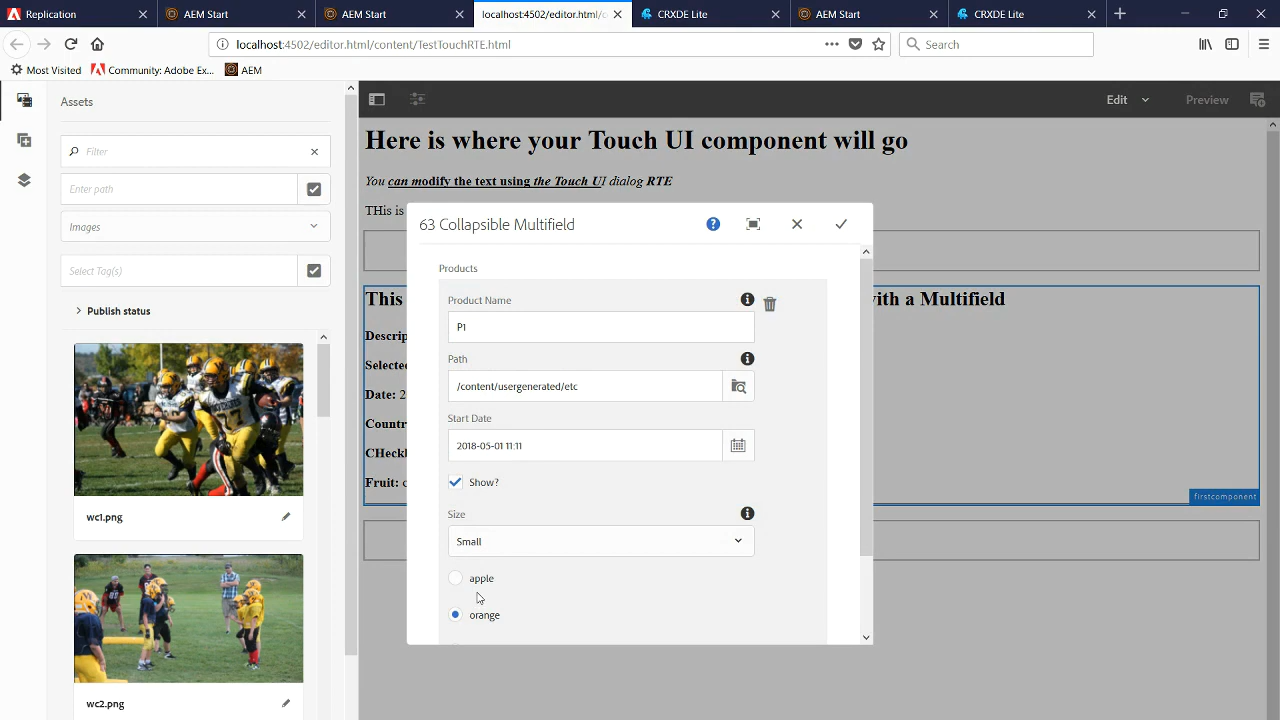 Replication
AEM Start
AEM Start
localhost:4502/editor.html/c
CRXDE Lite
AEM Start
CRXDE Lite
localhost:4502/editor.html/content/TestTouchRTE.html
Search
Most Visited
Community: Adobe Ex...
AEM
Assets
Edit
Preview
Filter
Enter path
Images
Select Tag(s)
Publish status
wc1.png
wc2.png
Here is where your Touch UI component will go
You can modify the text using the Touch UI dialog RTE
THis is
This
with a Multifield
Descrip
Selected
Date: 2
Countr
CHeckl
Fruit: c
firstcomponent
63 Collapsible Multifield
Products
Product Name
P1
Path
/content/usergenerated/etc
Start Date
2018-05-01 11:11
Show?
Size
Small
apple
orange